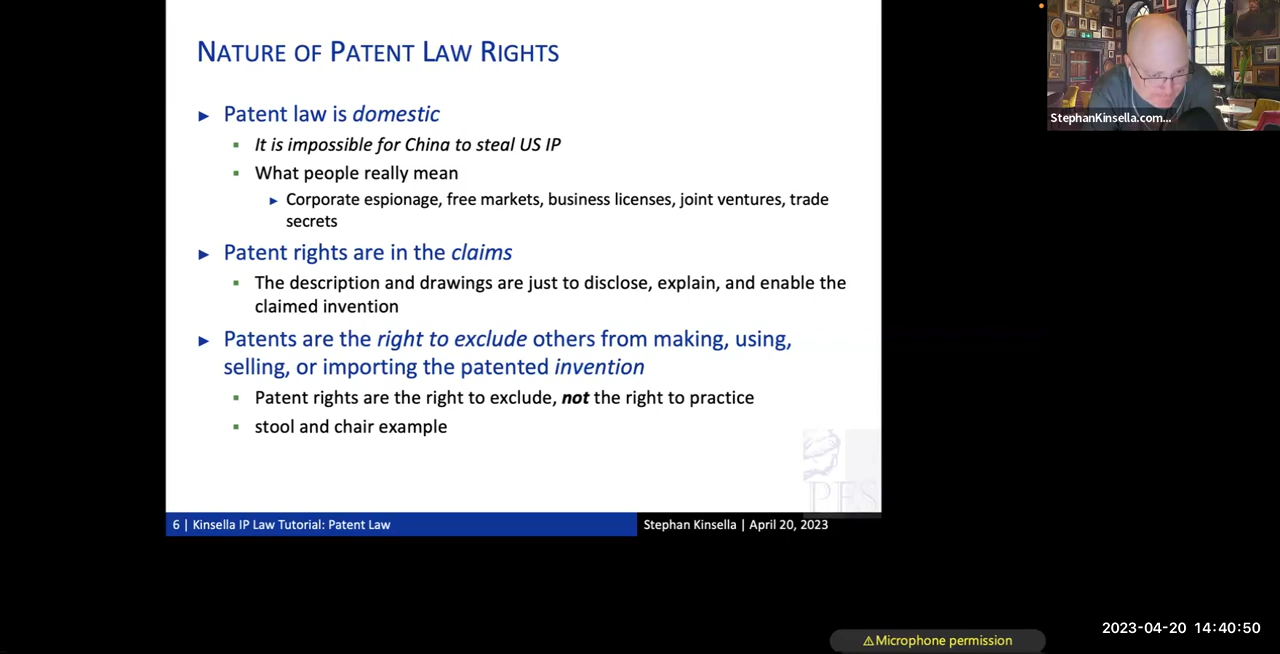 NATURE OF PATENT LAW RIGHTS
Patent law is domestic
It is impossible for China to steal US IP
What people really mean
Corporate espionage, free markets, business licenses, joint ventures, trade
secrets
Patent rights are in the claims
The description and drawings are just to disclose, explain, and enable the
claimed invention
Patents are the right to exclude others from making, using,
selling, or importing the patented invention
Patent rights are the right to exclude, not the right to practice
stool and chair example
PFS
6 | Kinsella IP Law Tutorial: Patent Law
Stephan Kinsella | April 20, 2023
StephanKinsella.com...
⚠Microphone permission
2023-04-20 14:40:50